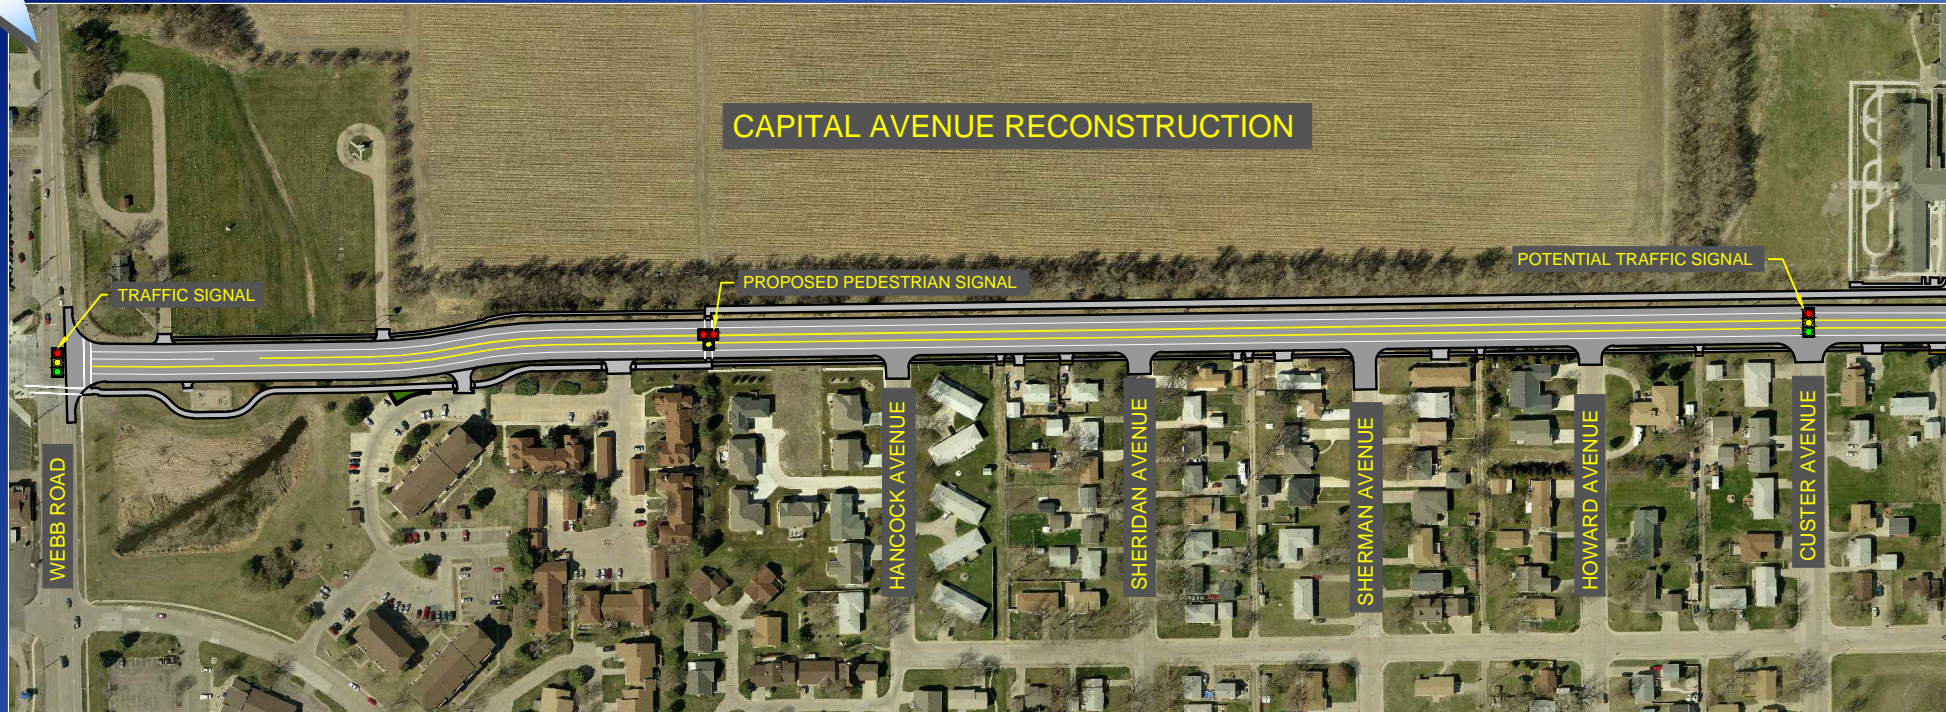 CAPITAL AVENUE RECONSTRUCTION
POTENTIAL TRAFFIC SIGNAL
PROPOSED PEDESTRIAN SIGNAL
TRAFFIC SIGNAL
WEBB ROAD
HANCOCK AVENUE
SHERIDAN AVENUE
SHERMAN AVENUE
HOWARD AVENUE
CUSTER AVENUE